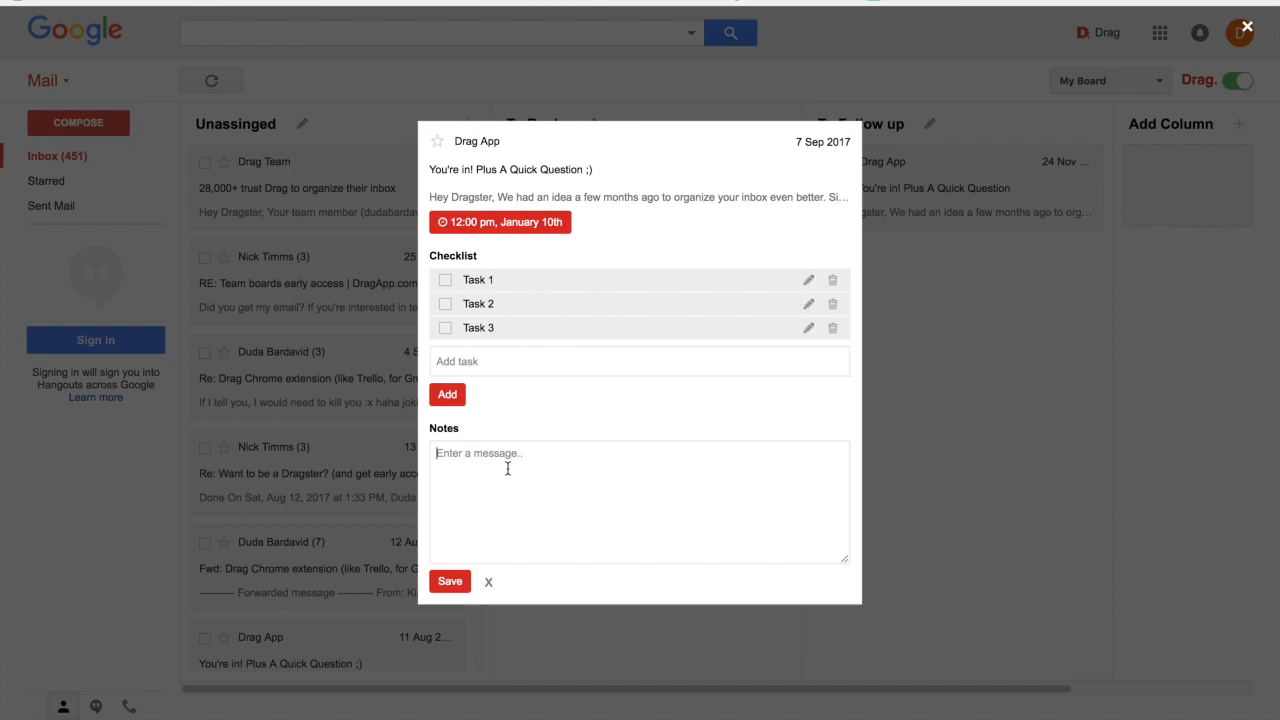 Google
Drag
Mail
My Board
Drag.
COMPOSE
Inbox (451)
Starred
Sent Mail
Sign in
Signing in will sign you into
Hangouts across Google
Learn more
Unassinged
Drag Team
28,000+ trust Drag to organize their inbox
Hey Dragster, Your team member (dudabardav
Nick Timms (3) 25
RE: Team boards early access | DragApp.com
Did you get my email? If you're interested in te
Duda Bardavid (3) 4 S
Re: Drag Chrome extension (like Trello, for Gm
If I tell you, I would need to kill you :x haha joki
Nick Timms (3) 13
Re: Want to be a Dragster? (and get early acc
Done On Sat, Aug 12, 2017 at 1:33 PM, Duda
Duda Bardavid (7) 12 Au
Fwd: Drag Chrome extension (like Trello, for G
---------- Forwarded message ---------- From: Ki
Drag App 11 Aug 2...
You're in! Plus A Quick Question ;)
Drag App 7 Sep 2017
You're in! Plus A Quick Question ;)
Hey Dragster, We had an idea a few months ago to organize your inbox even better. Si...
12:00 pm, January 10th
Checklist
Task 1
Task 2
Task 3
Add task
Add
Notes
Enter a message..
Save X
Follow up
Drag App 24 Nov ...
You're in! Plus A Quick Question
gster, We had an idea a few months ago to org...
Add Column +
D